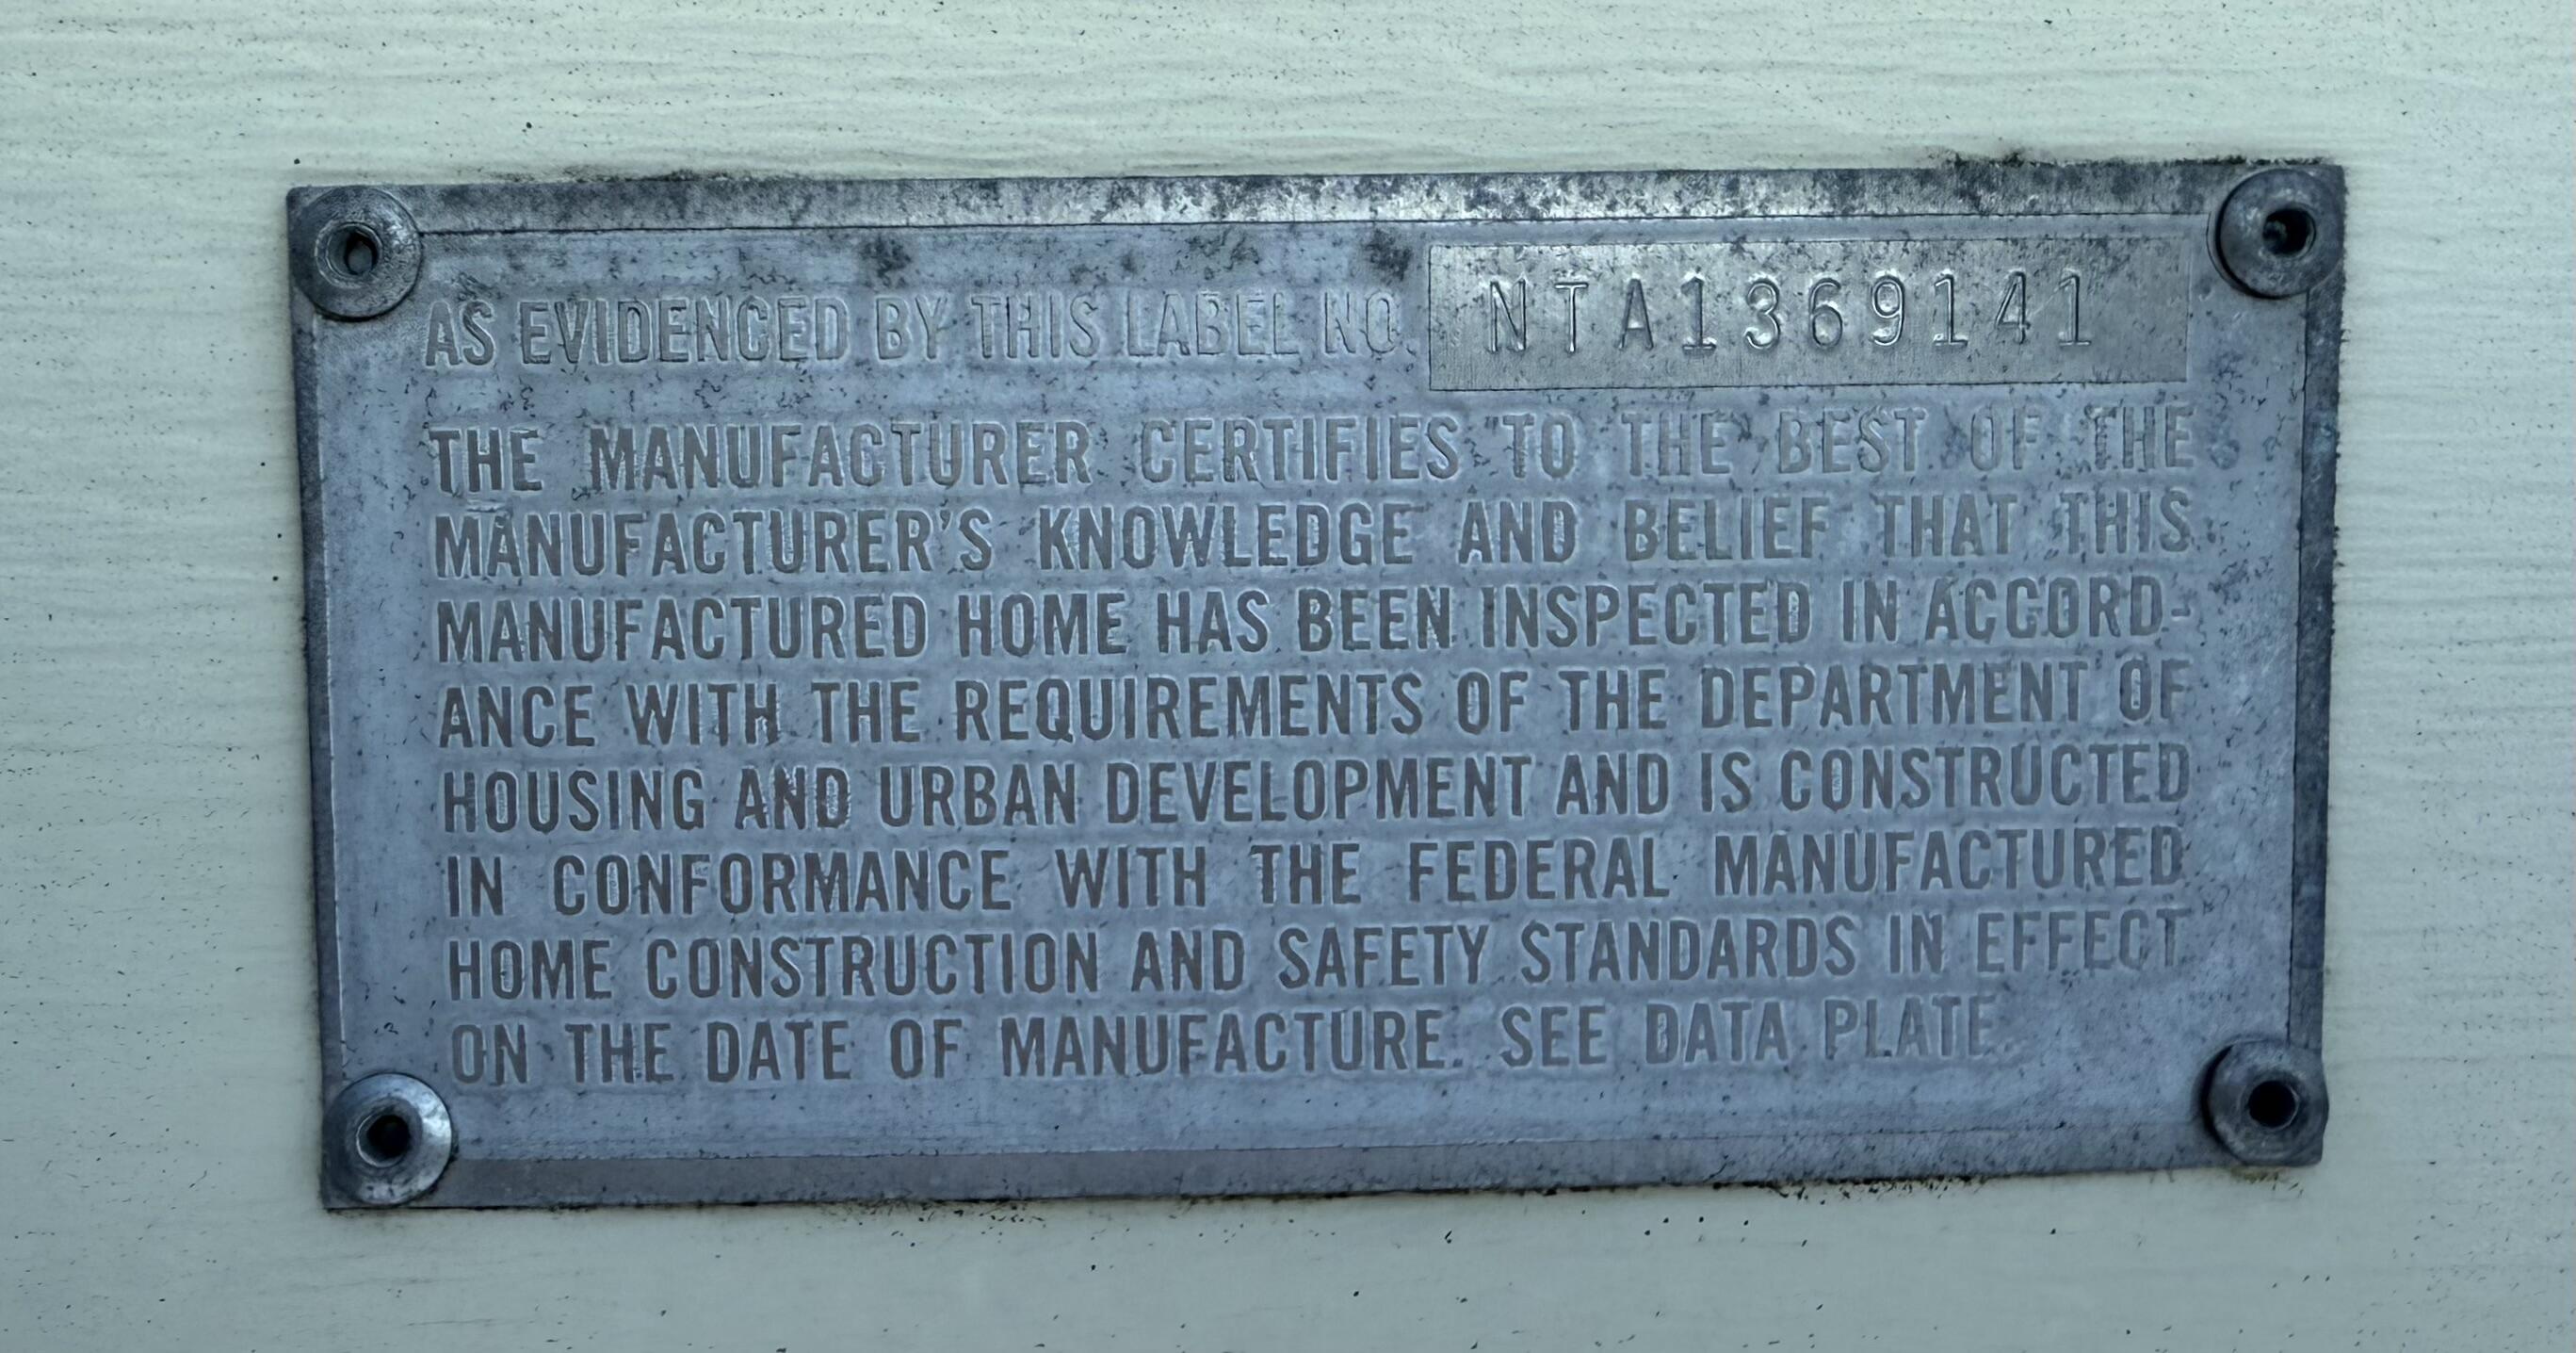 AS EVIDENCED BY THIS LABEL NO. NTA1369141
THE MANUFACTURER CERTIFIES TO THE BEST OF THE
MANUFACTURER'S KNOWLEDGE AND BELIEF THAT THIS
MANUFACTURED HOME HAS BEEN INSPECTED IN ACCORD-
ANCE WITH THE REQUIREMENTS OF THE DEPARTMENT OF
HOUSING AND URBAN DEVELOPMENT AND IS CONSTRUCTED
IN CONFORMANCE WITH THE FEDERAL MANUFACTURED
HOME CONSTRUCTION AND SAFETY STANDARDS IN EFFECT
ON THE DATE OF MANUFACTURE. SEE DATA PLATE.